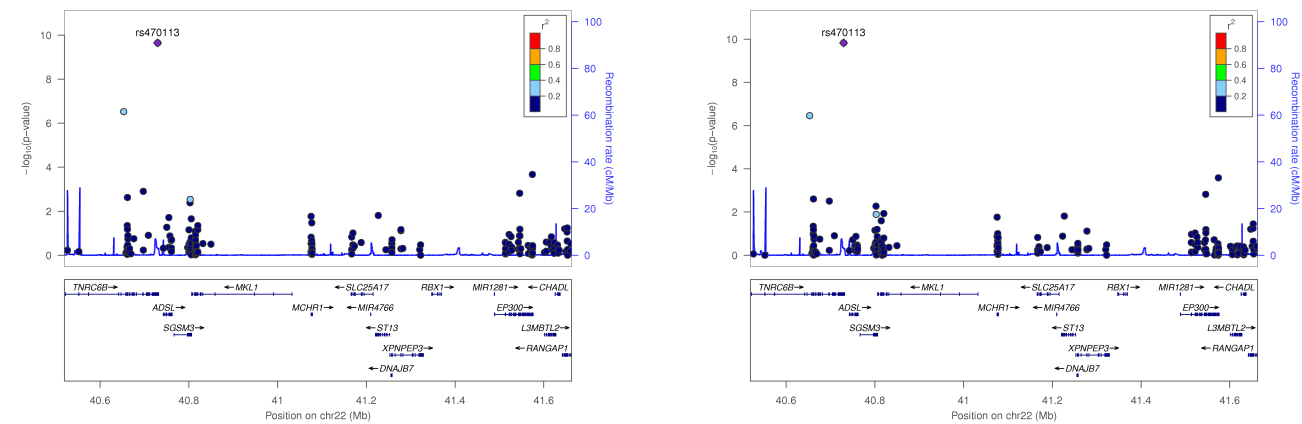 rs470113
r2
0.8
0.6
0.4
0.2
10
8
6
4
2
0
100
80
60
40
20
0
−log10(p−value)
Recombination rate (cM/Mb)
TNRC6B→ ←MKL1 →SLC25A17 RBX1→ MIR1281→ ←CHADL
ADSL→ MCHR1→ ←MIR4766 EP300→
SGSM3→ ←ST13 L3MBTL2→
XPNPEP3→ ←RANGAP1
←DNAJB7
40.6 40.8 41 41.2 41.4 41.6
Position on chr22 (Mb)
rs470113
r2
0.8
0.6
0.4
0.2
10
8
6
4
2
0
100
80
60
40
20
0
−log10(p−value)
Recombination rate (cM/Mb)
TNRC6B→ ←MKL1 →SLC25A17 RBX1→ MIR1281→ ←CHADL
ADSL→ MCHR1→ ←MIR4766 EP300→
SGSM3→ ←ST13 L3MBTL2→
XPNPEP3→ ←RANGAP1
←DNAJB7
40.6 40.8 41 41.2 41.4 41.6
Position on chr22 (Mb)